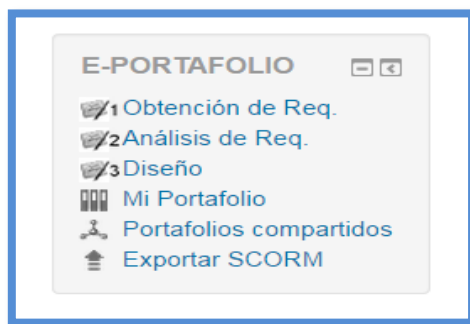 E-PORTAFOLIO
1 Obtención de Req.
2 Análisis de Req.
3 Diseño
Mi Portafolio
Portafolios compartidos
Exportar SCORM